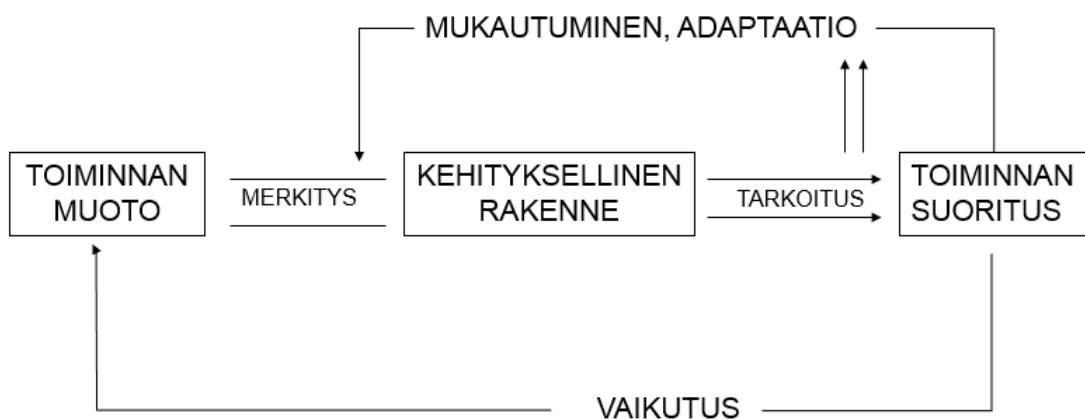 MUKAUTUMINEN, ADAPTAATIO
TOIMINNAN
MUOTO
MERKITYS
KEHITYKSELLINEN
RAKENNE
TARKOITUS
TOIMINNAN
SUORITUS
VAIKUTUS